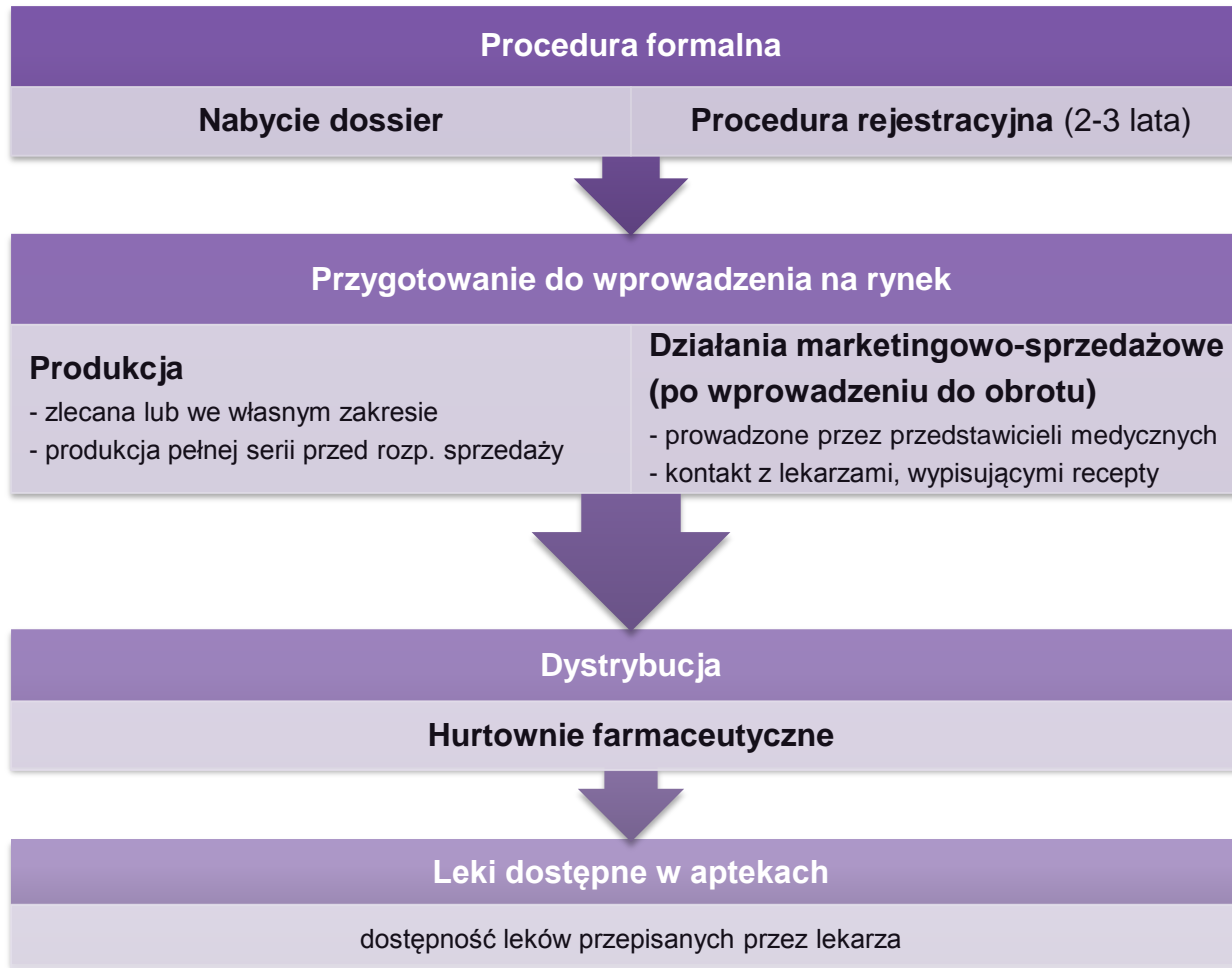 Procedura formalna
Nabycie dossier
Procedura rejestracyjna (2-3 lata)
Przygotowanie do wprowadzenia na rynek
Produkcja
- zlecana lub we własnym zakresie
- produkcja pełnej serii przed rozp. sprzedaży
Działania marketingowo-sprzedażowe
(po wprowadzeniu do obrotu)
- prowadzone przez przedstawicieli medycznych
- kontakt z lekarzami, wypisującymi recepty
Dystrybucja
Hurtownie farmaceutyczne
Leki dostępne w aptekach
dostępność leków przepisanych przez lekarza